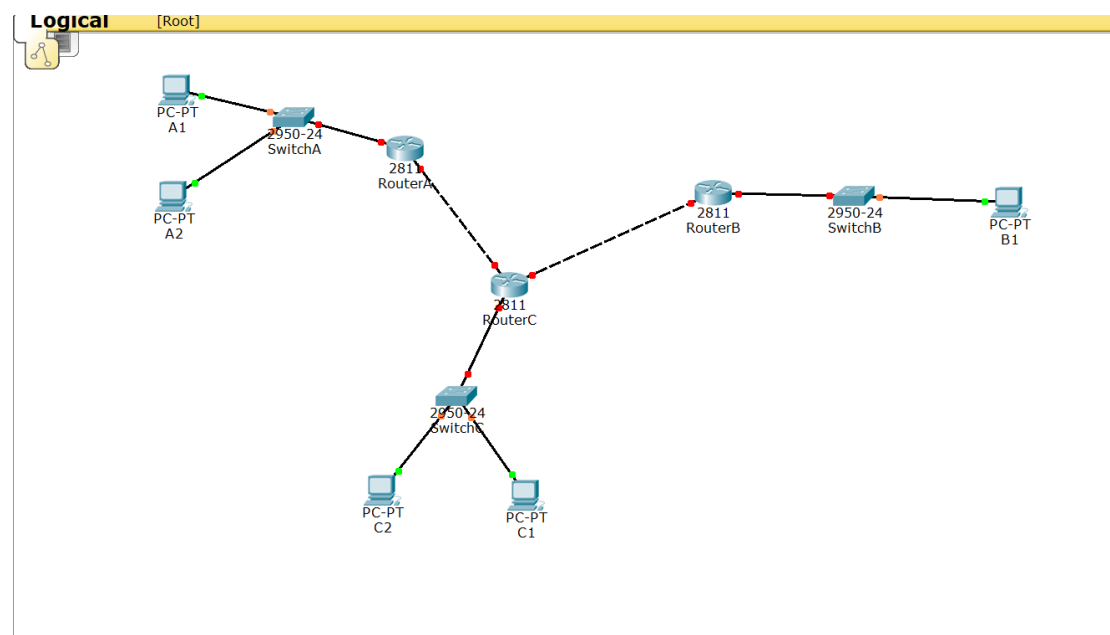 Logical [Root]
PC-PT
A1
2950-24
SwitchA
2811
RouterA
PC-PT
A2
2811
RouterB
2950-24
SwitchB
PC-PT
B1
2811
RouterC
2950-24
SwitchC
PC-PT
C2
PC-PT
C1